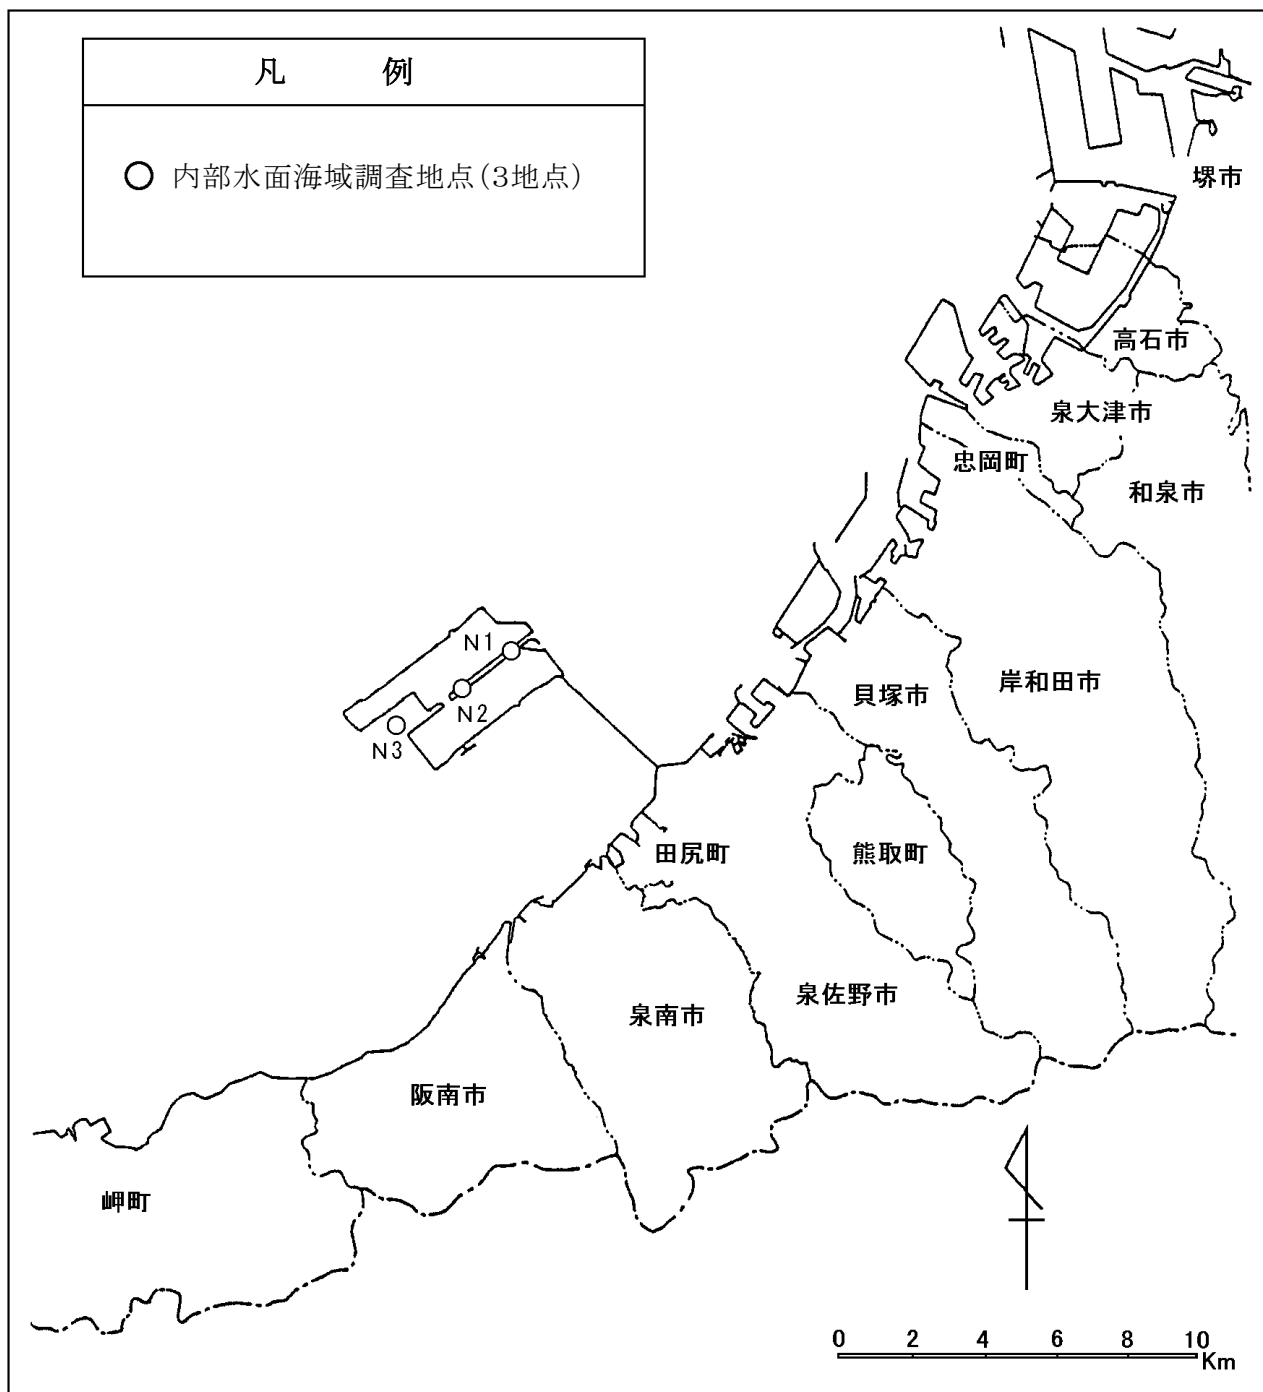 凡 例
内部水面海域調査地点(3地点)
堺市
高石市
泉大津市
忠岡町
和泉市
N1
N2
N3
貝塚市
岸和田市
田尻町
熊取町
泉佐野市
泉南市
阪南市
岬町
0 2 4 6 8 10
Km